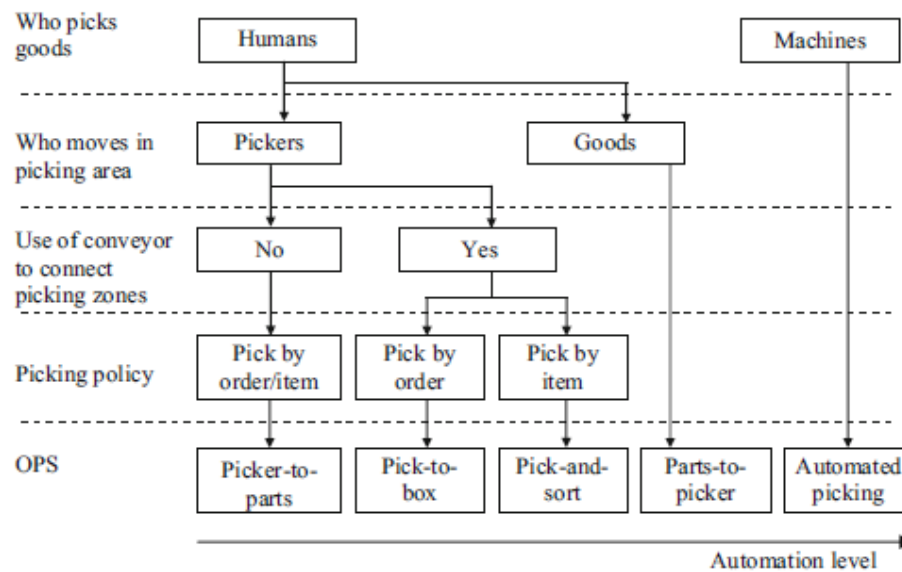 Who picks
goods
Humans
Machines
Who moves in
picking area
Pickers
Goods
Use of conveyor
to connect
picking zones
No
Yes
Picking policy
Pick by
order/item
Pick by
order
Pick by
item
OPS
Picker-to-
parts
Pick-to-
box
Pick-and-
sort
Parts-to-
picker
Automated
picking
Automation level